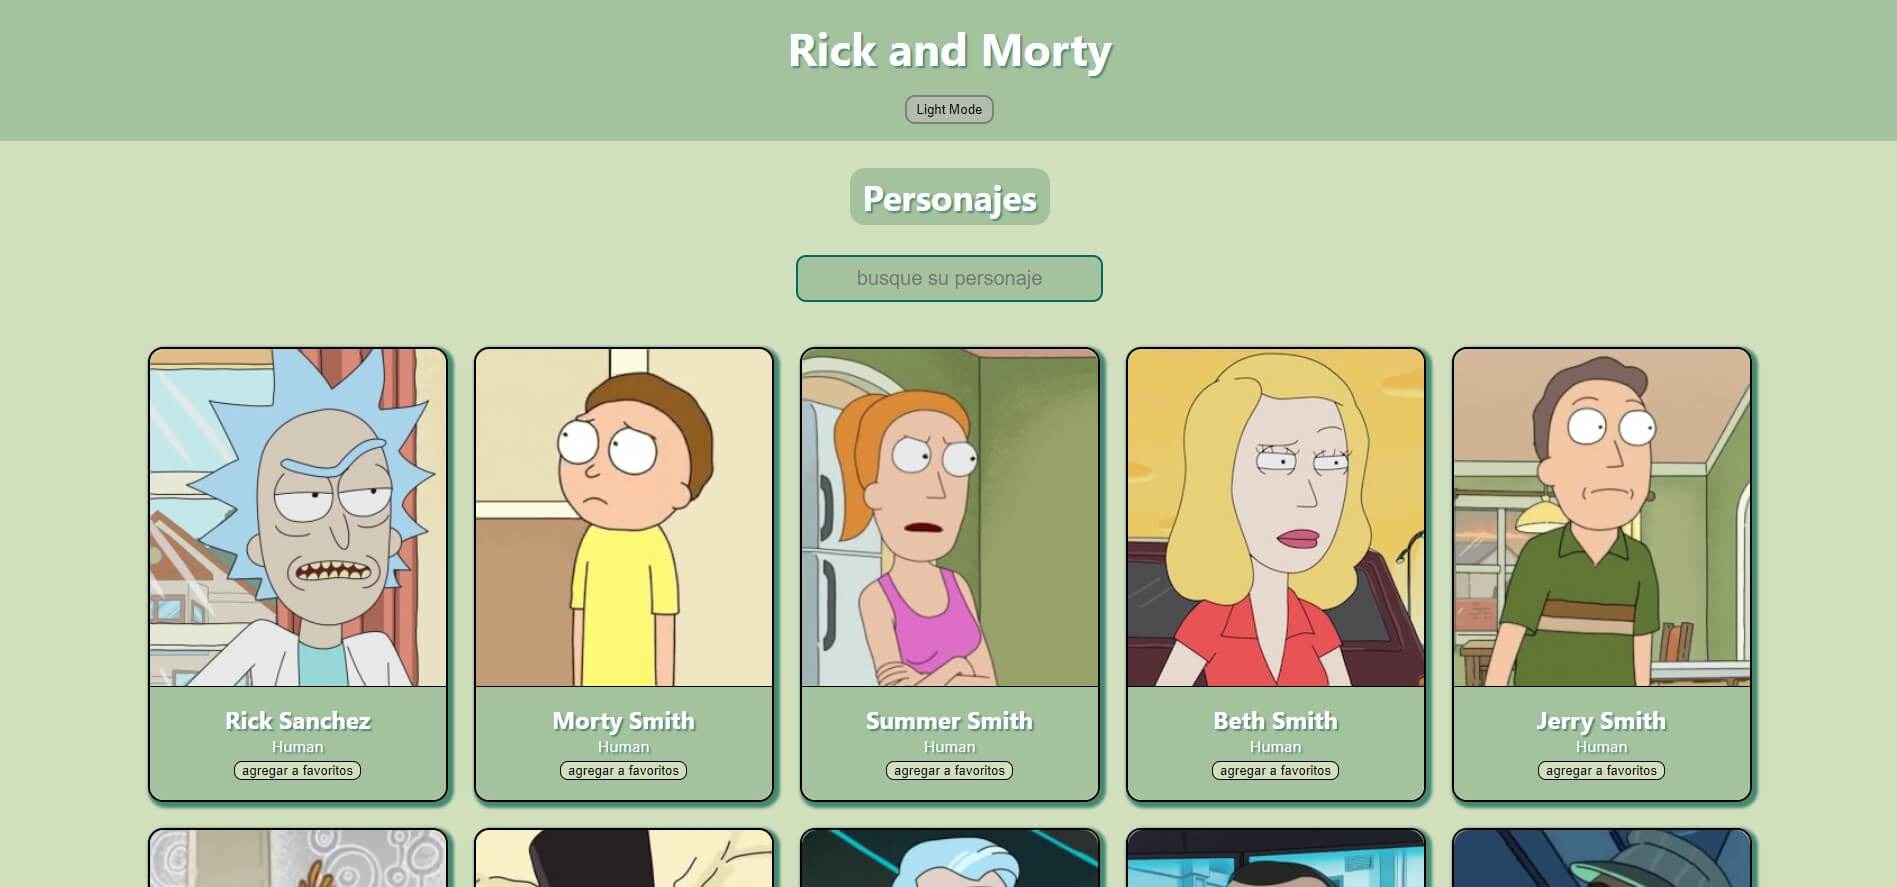 Rick and Morty
Light Mode
Personajes
busque su personaje
Rick Sanchez
Human
agregar a favoritos
Morty Smith
Human
agregar a favoritos
Summer Smith
Human
agregar a favoritos
Beth Smith
Human
agregar a favoritos
Jerry Smith
Human
agregar a favoritos